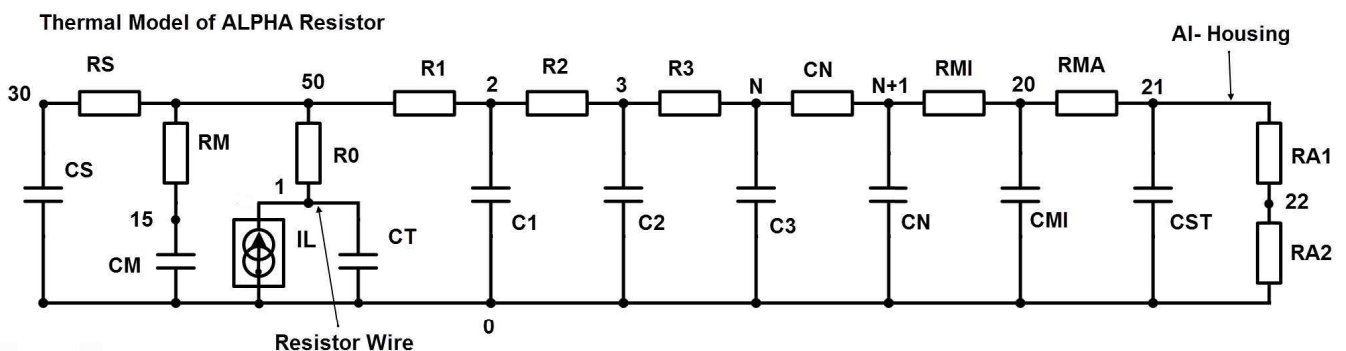 Thermal Model of ALPHA Resistor
Al- Housing
30
RS
50
R1
2
R2
3
R3
N
CN
N+1
RMI
20
RMA
21
CS
RM
R0
RA1
15
1
22
CM
IL
CT
C1
C2
C3
CN
CMI
CST
RA2
0
Resistor Wire